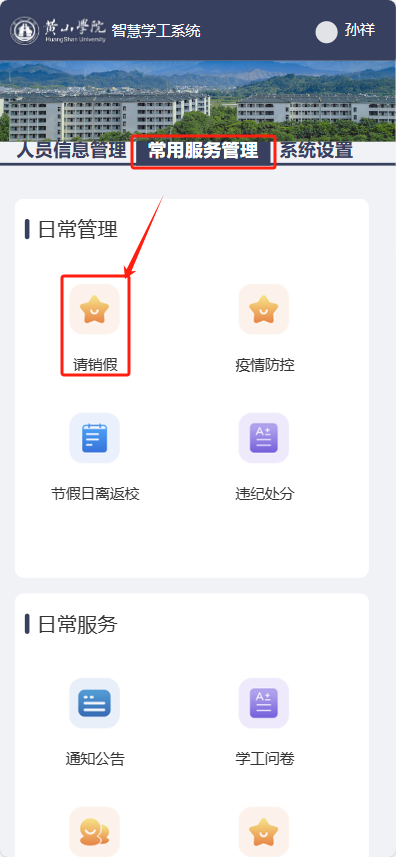 黄山学院 智慧学工系统 孙祥
HuangShan University
人员信息管理 常用服务管理 系统设置
日常管理
请销假 疫情防控
节假日离返校 违纪处分
日常服务
通知公告 学工问卷